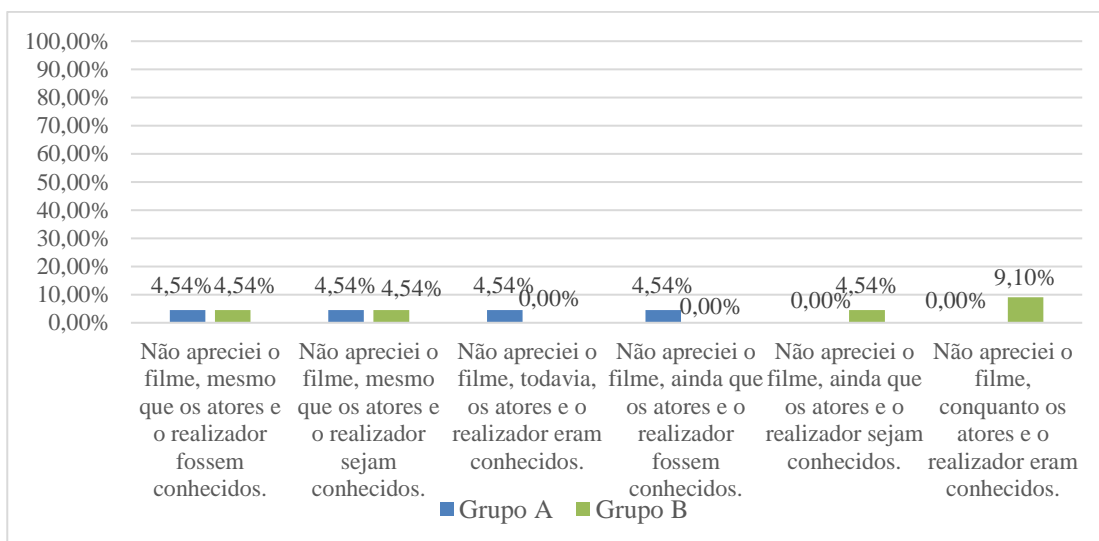 100,00%
90,00%
80,00%
70,00%
60,00%
50,00%
40,00%
30,00%
20,00%
10,00%
0,00%
4,54%
4,54%
4,54%
4,54%
4,54%
0,00%
4,54%
0,00%
0,00%
4,54%
0,00%
9,10%
Não apreciei o
filme, mesmo
que os atores e
o realizador
fossem
conhecidos.
Não apreciei o
filme, mesmo
que os atores e
o realizador
sejam
conhecidos.
Não apreciei o
filme, todavia,
os atores e o
realizador eram
conhecidos.
Não apreciei o
filme, ainda que
os atores e o
realizador
fossem
conhecidos.
Não apreciei o
filme, ainda que
os atores e o
realizador sejam
conhecidos.
Não apreciei o
filme,
conquanto os
atores e o
realizador eram
conhecidos.
Grupo A
Grupo B